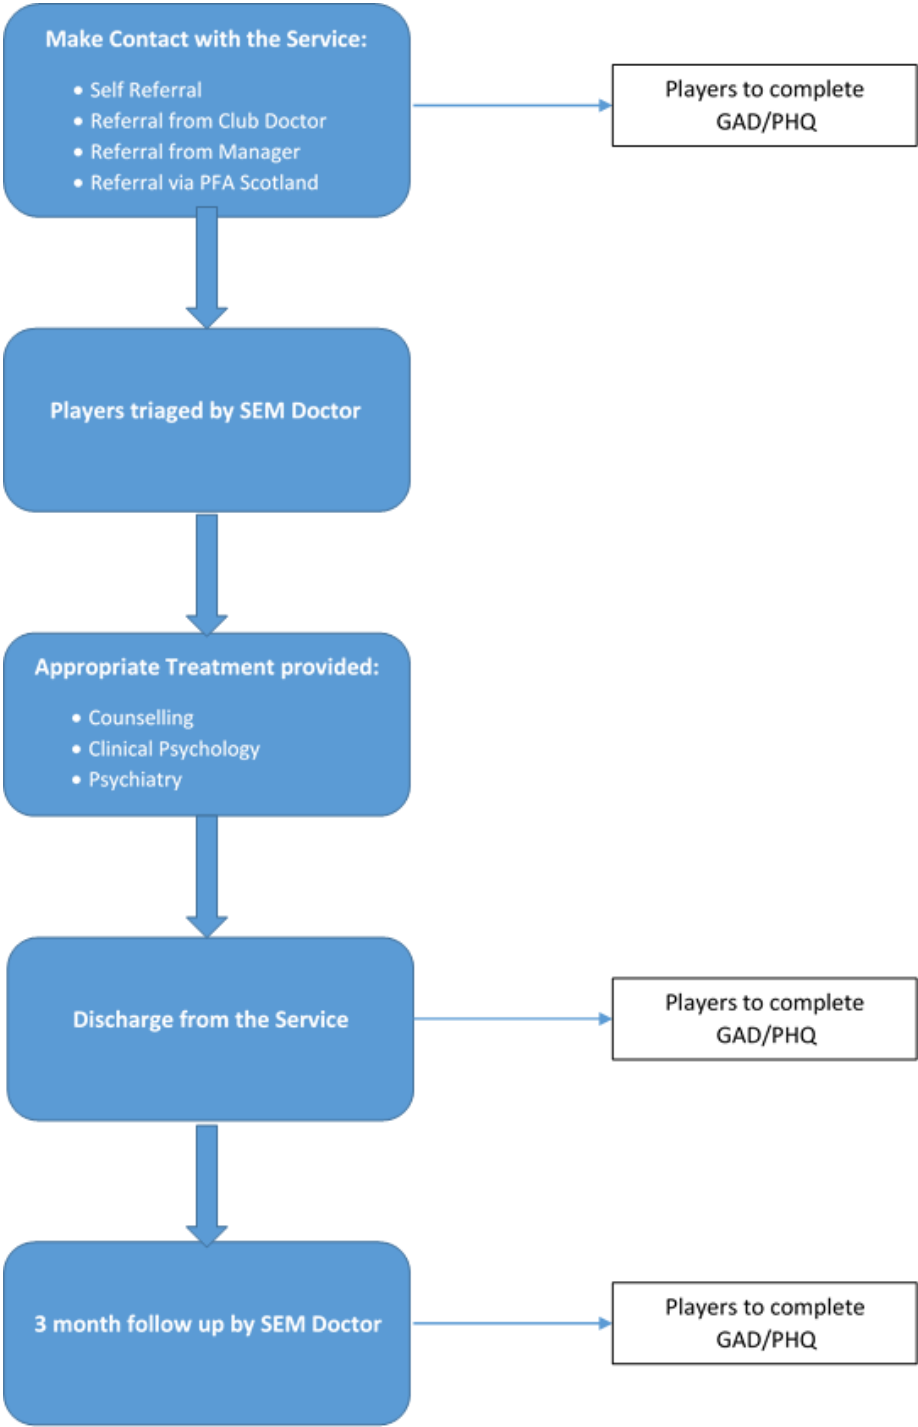 Make Contact with the Service:
• Self Referral
• Referral from Club Doctor
• Referral from Manager
• Referral via PFA Scotland
Players to complete
GAD/PHQ
Players triaged by SEM Doctor
Appropriate Treatment provided:
• Counselling
• Clinical Psychology
• Psychiatry
Discharge from the Service
Players to complete
GAD/PHQ
3 month follow up by SEM Doctor
Players to complete
GAD/PHQ